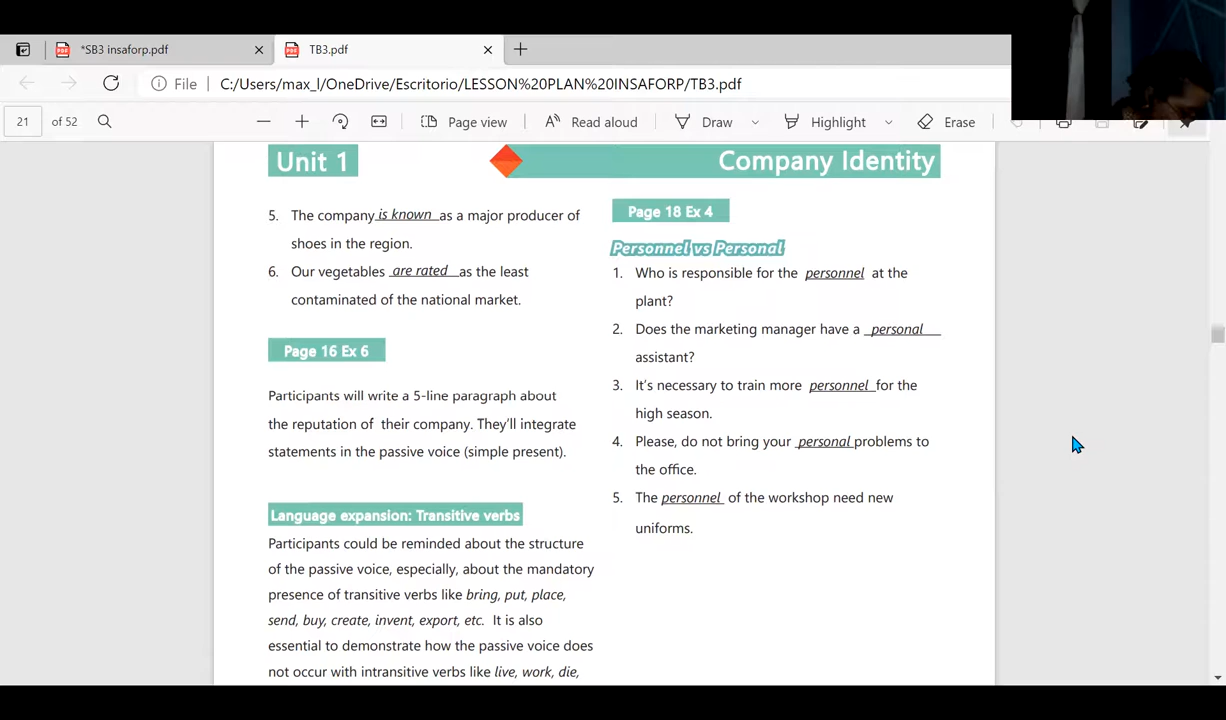 *SB3 insaforp.pdf
TB3.pdf
File
C:/Users/max_l/OneDrive/Escritorio/LESSON%20PLAN%20INSAFORP/TB3.pdf
21 of 52
Page view
Read aloud
Draw
Highlight
Erase
Unit 1
Company Identity
5. The company is known as a major producer of
shoes in the region.
6. Our vegetables are rated as the least
contaminated of the national market.
Page 16 Ex 6
Participants will write a 5-line paragraph about
the reputation of their company. They'll integrate
statements in the passive voice (simple present).
Language expansion: Transitive verbs
Participants could be reminded about the structure
of the passive voice, especially, about the mandatory
presence of transitive verbs like bring, put, place,
send, buy, create, invent, export, etc. It is also
essential to demonstrate how the passive voice does
not occur with intransitive verbs like live, work, die,
Page 18 Ex 4
Personnel vs Personal
1. Who is responsible for the personnel at the
plant?
2. Does the marketing manager have a personal
assistant?
3. It's necessary to train more personnel for the
high season.
4. Please, do not bring your personal problems to
the office.
5. The personnel of the workshop need new
uniforms.